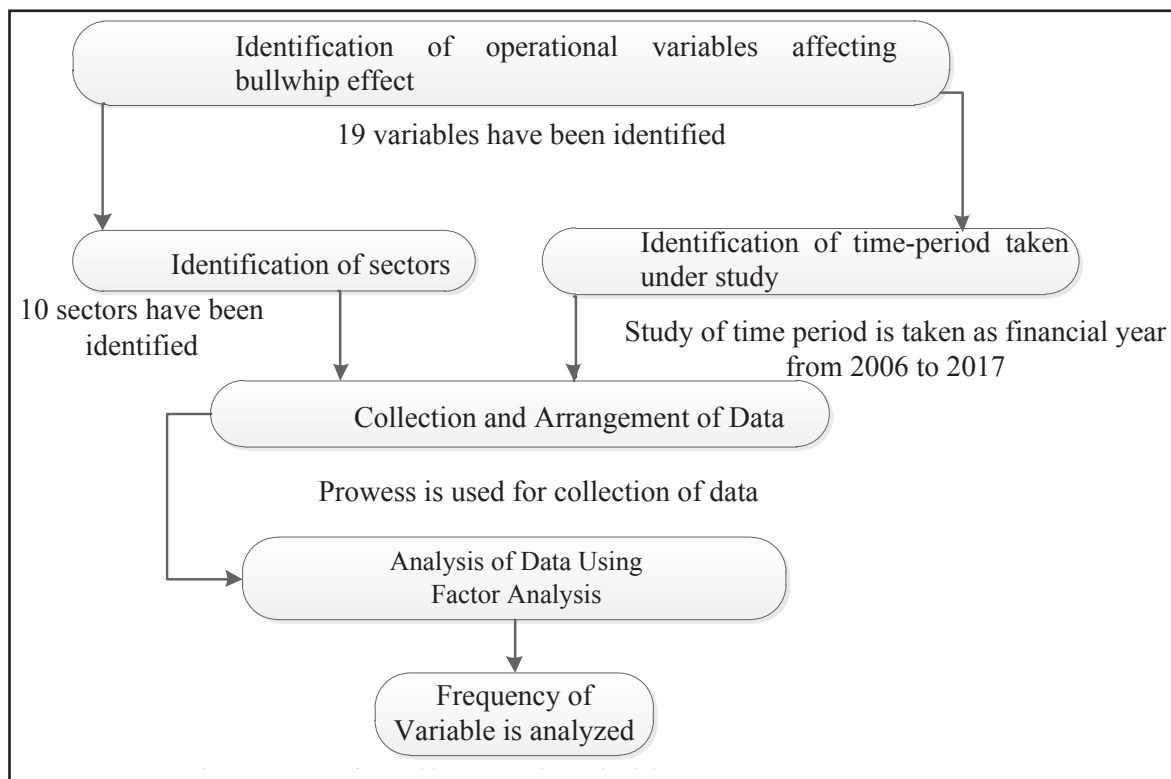 Identification of operational variables affecting
bullwhip effect
19 variables have been identified
Identification of sectors
Identification of time-period taken
under study
10 sectors have been
identified
Study of time period is taken as financial year
from 2006 to 2017
Collection and Arrangement of Data
Prowess is used for collection of data
Analysis of Data Using
Factor Analysis
Frequency of
Variable is analyzed